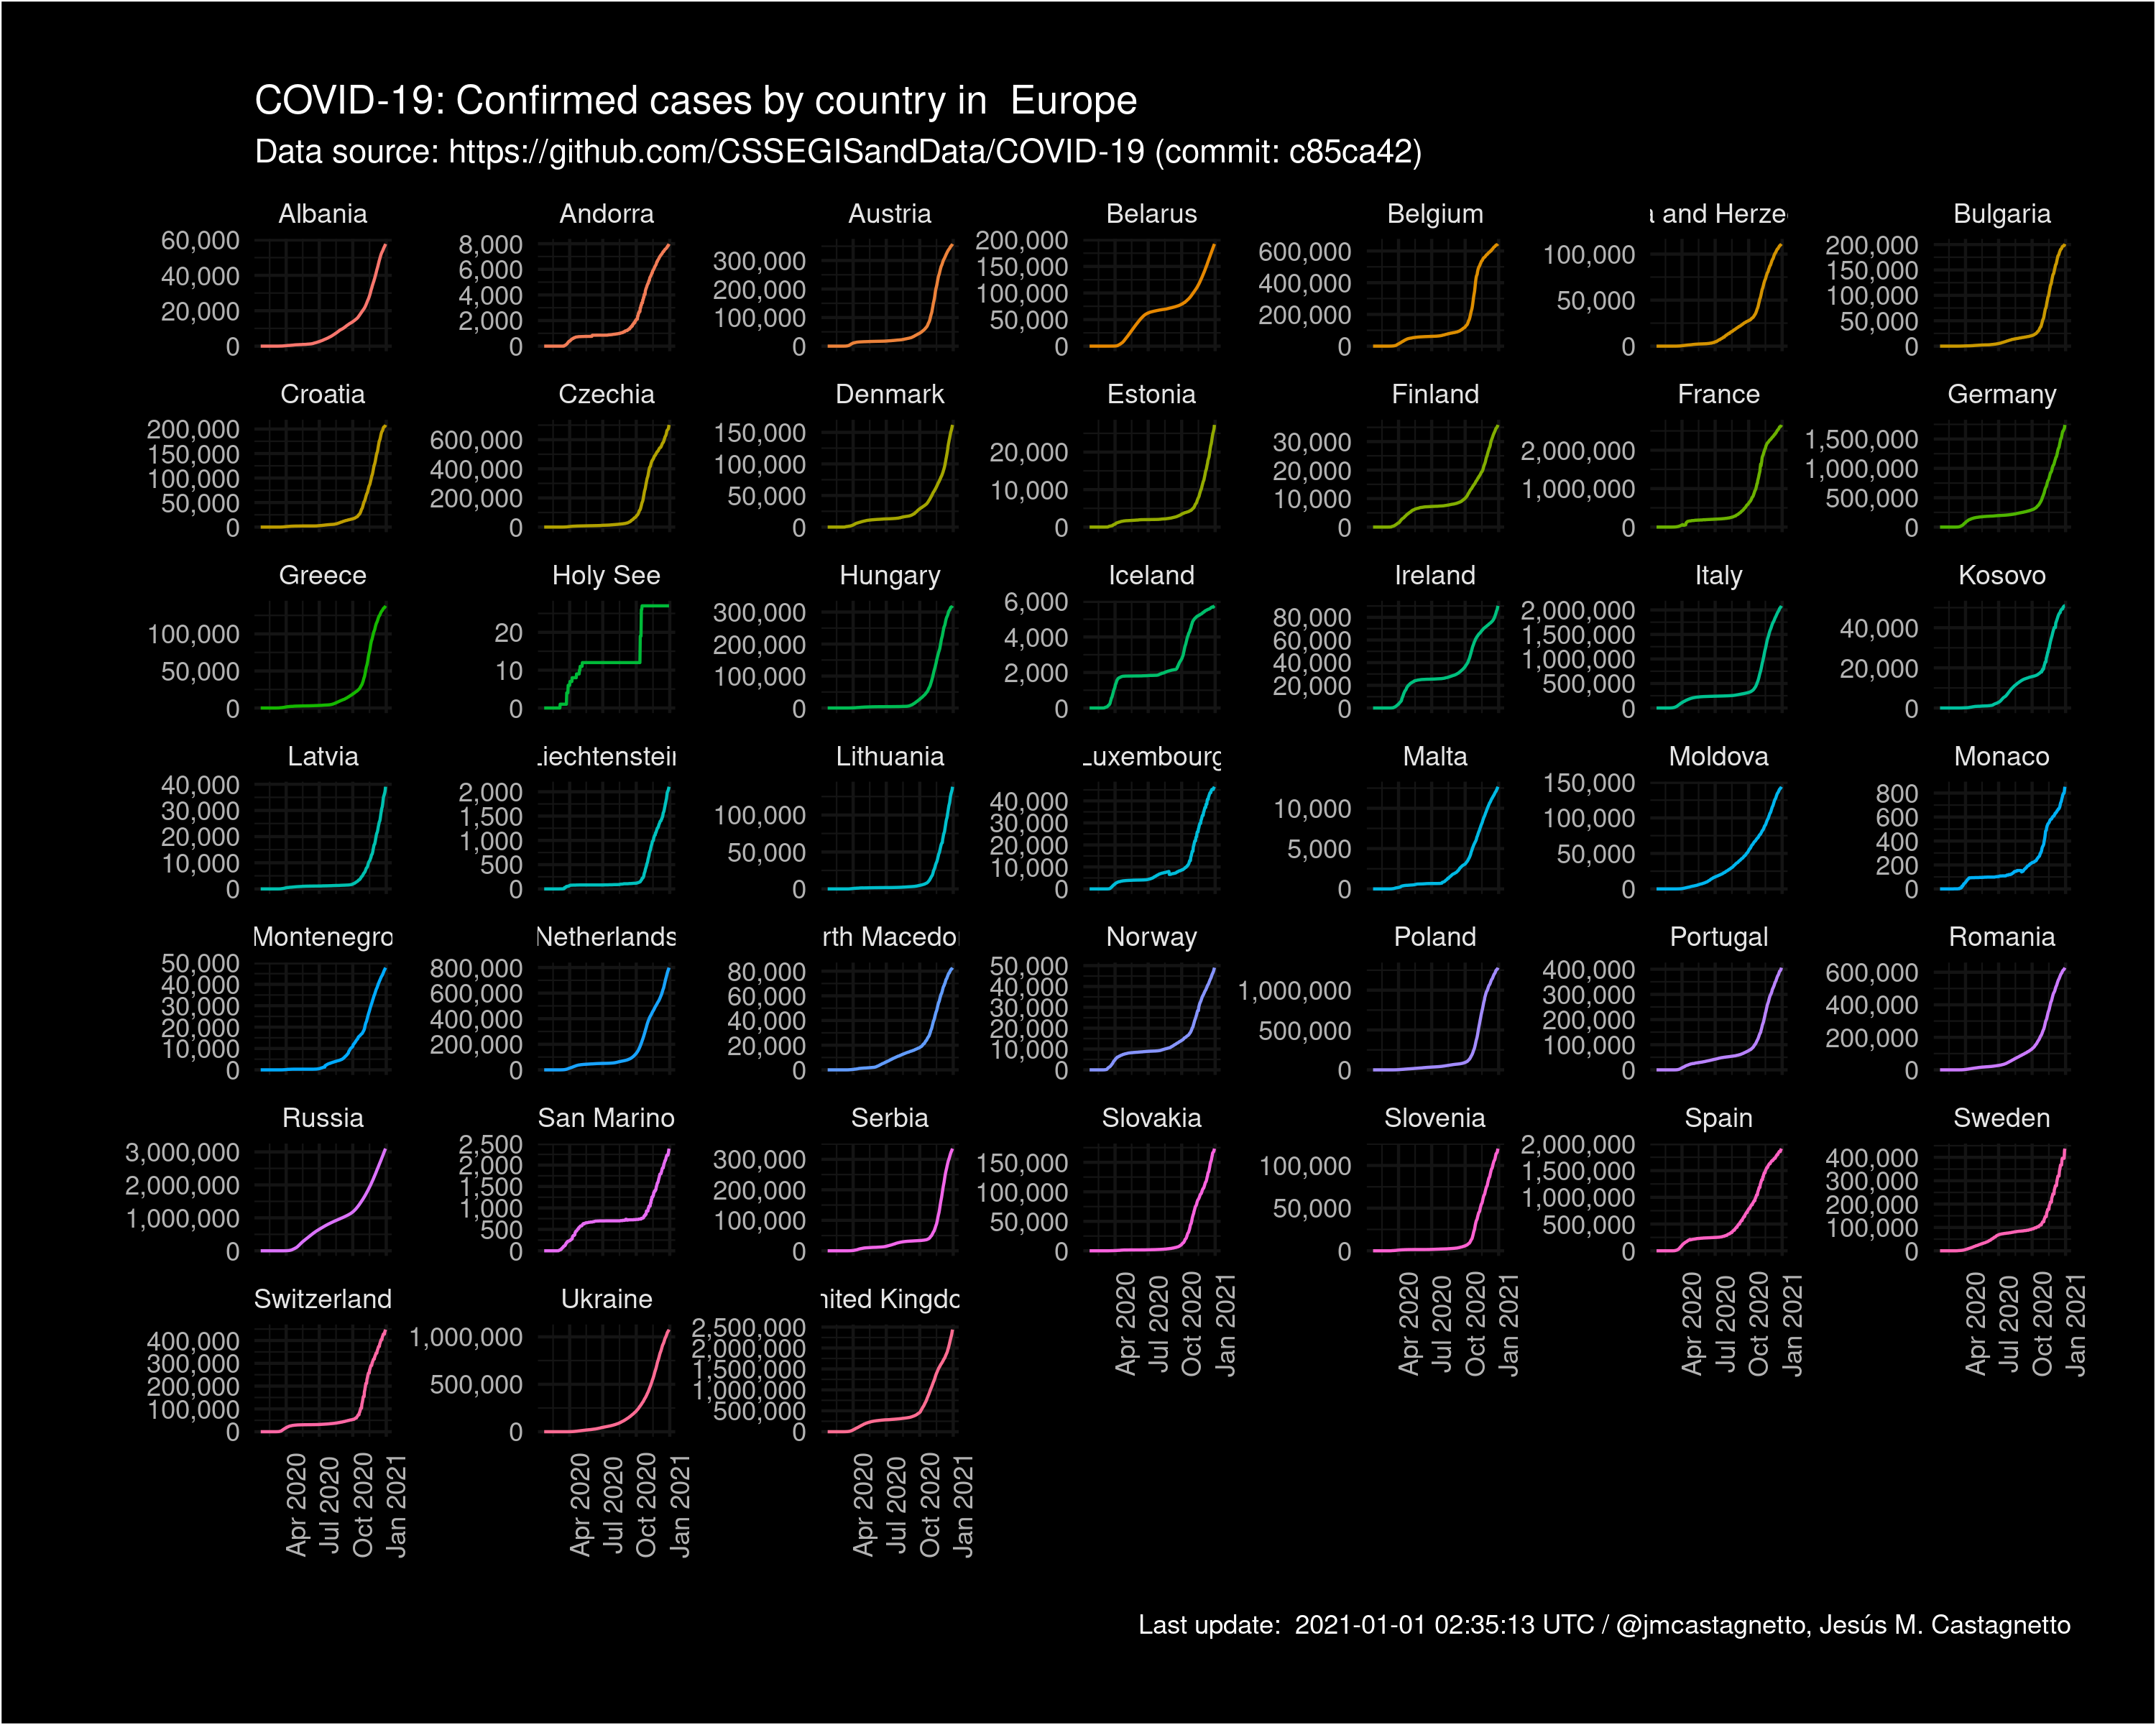 COVID-19: Confirmed cases by country in  Europe
Data source: https://github.com/CSSEGISandData/COVID-19 (commit: c85ca42)
Albania
60,000
40,000
20,000
0
Andorra
8,000
6,000
4,000
2,000
0
Austria
300,000
200,000
100,000
0
Belarus
200,000
150,000
100,000
50,000
0
Belgium
600,000
400,000
200,000
0
a and Herze
100,000
50,000
0
Bulgaria
200,000
150,000
100,000
50,000
0
Croatia
200,000
150,000
100,000
50,000
0
Czechia
600,000
400,000
200,000
0
Denmark
150,000
100,000
50,000
0
Estonia
20,000
10,000
0
Finland
30,000
20,000
10,000
0
France
2,000,000
1,000,000
0
Germany
1,500,000
1,000,000
500,000
0
Greece
100,000
50,000
0
Holy See
20
10
0
Hungary
300,000
200,000
100,000
0
Iceland
6,000
4,000
2,000
0
Ireland
80,000
60,000
40,000
20,000
0
Italy
2,000,000
1,500,000
1,000,000
500,000
0
Kosovo
40,000
20,000
0
Latvia
40,000
30,000
20,000
10,000
0
Liechtenstein
2,000
1,500
1,000
500
0
Lithuania
100,000
50,000
0
Luxembourg
40,000
30,000
20,000
10,000
0
Malta
10,000
5,000
0
Moldova
150,000
100,000
50,000
0
Monaco
800
600
400
200
0
Montenegro
50,000
40,000
30,000
20,000
10,000
0
Netherlands
800,000
600,000
400,000
200,000
0
rth Macedo
80,000
60,000
40,000
20,000
0
Norway
50,000
40,000
30,000
20,000
10,000
0
Poland
1,000,000
500,000
0
Portugal
400,000
300,000
200,000
100,000
0
Romania
600,000
400,000
200,000
0
Russia
3,000,000
2,000,000
1,000,000
0
San Marino
2,500
2,000
1,500
1,000
500
0
Serbia
300,000
200,000
100,000
0
Slovakia
150,000
100,000
50,000
0
Apr 2020
Jul 2020
Oct 2020
Jan 2021
Slovenia
100,000
50,000
0
Apr 2020
Jul 2020
Oct 2020
Jan 2021
Spain
2,000,000
1,500,000
1,000,000
500,000
0
Apr 2020
Jul 2020
Oct 2020
Jan 2021
Sweden
400,000
300,000
200,000
100,000
0
Apr 2020
Jul 2020
Oct 2020
Jan 2021
Switzerland
400,000
300,000
200,000
100,000
0
Apr 2020
Jul 2020
Oct 2020
Jan 2021
Ukraine
1,000,000
500,000
0
Apr 2020
Jul 2020
Oct 2020
Jan 2021
nited Kingdo
2,500,000
2,000,000
1,500,000
1,000,000
500,000
0
Apr 2020
Jul 2020
Oct 2020
Jan 2021
Last update:  2021-01-01 02:35:13 UTC / @jmcastagnetto, Jesús M. Castagnetto